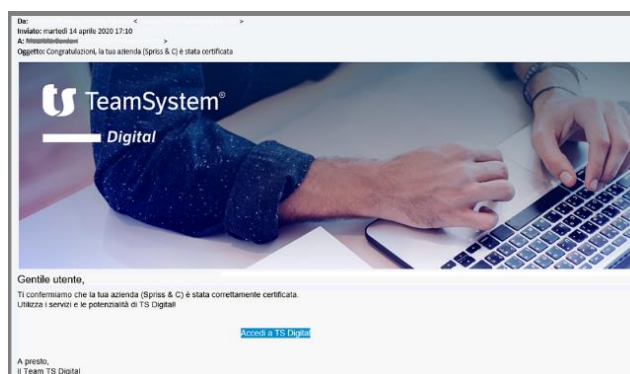 Da: < >
Inviato: martedì 14 aprile 2020 17:10
A: >
Oggetto: Congratulazioni, la tua azienda (Spriss & C) è stata certificata
ts TeamSystem®
Digital
Gentile utente,
Ti confermiamo che la tua azienda (Spriss & C) è stata correttamente certificata.
Utilizza i servizi e le potenzialità di TS Digital!
Accedi a TS Digital
A presto,
Il Team TS Digital